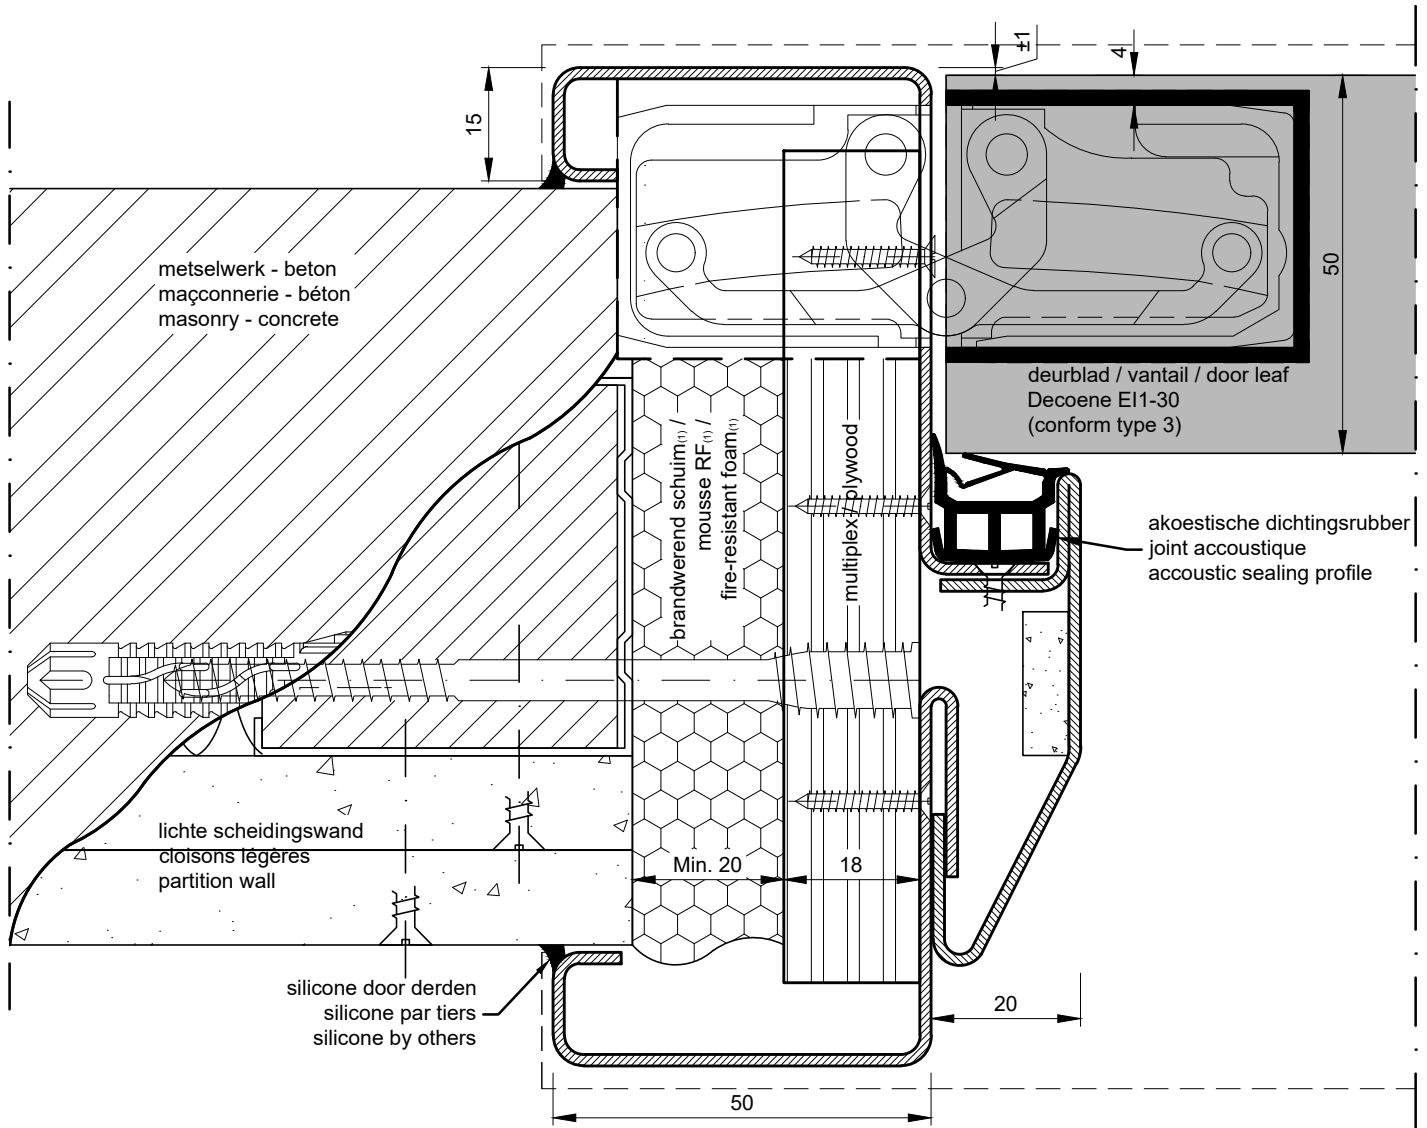 ±1
4
15
50
metselwerk - beton
maçconnerie - béton
masonry - concrete
deurblad / vantail / door leaf
Decoene EI1-30
(conform type 3)
brandwerend schuim(1) /
mousse RF(1) /
fire-resistant foam(1)
multiplex / plywood
akoestische dichtingsrubber
joint accoustique
accoustic sealing profile
lichte scheidingswand
cloisons légères
partition wall
Min. 20
18
silicone door derden
silicone par tiers
silicone by others
20
50